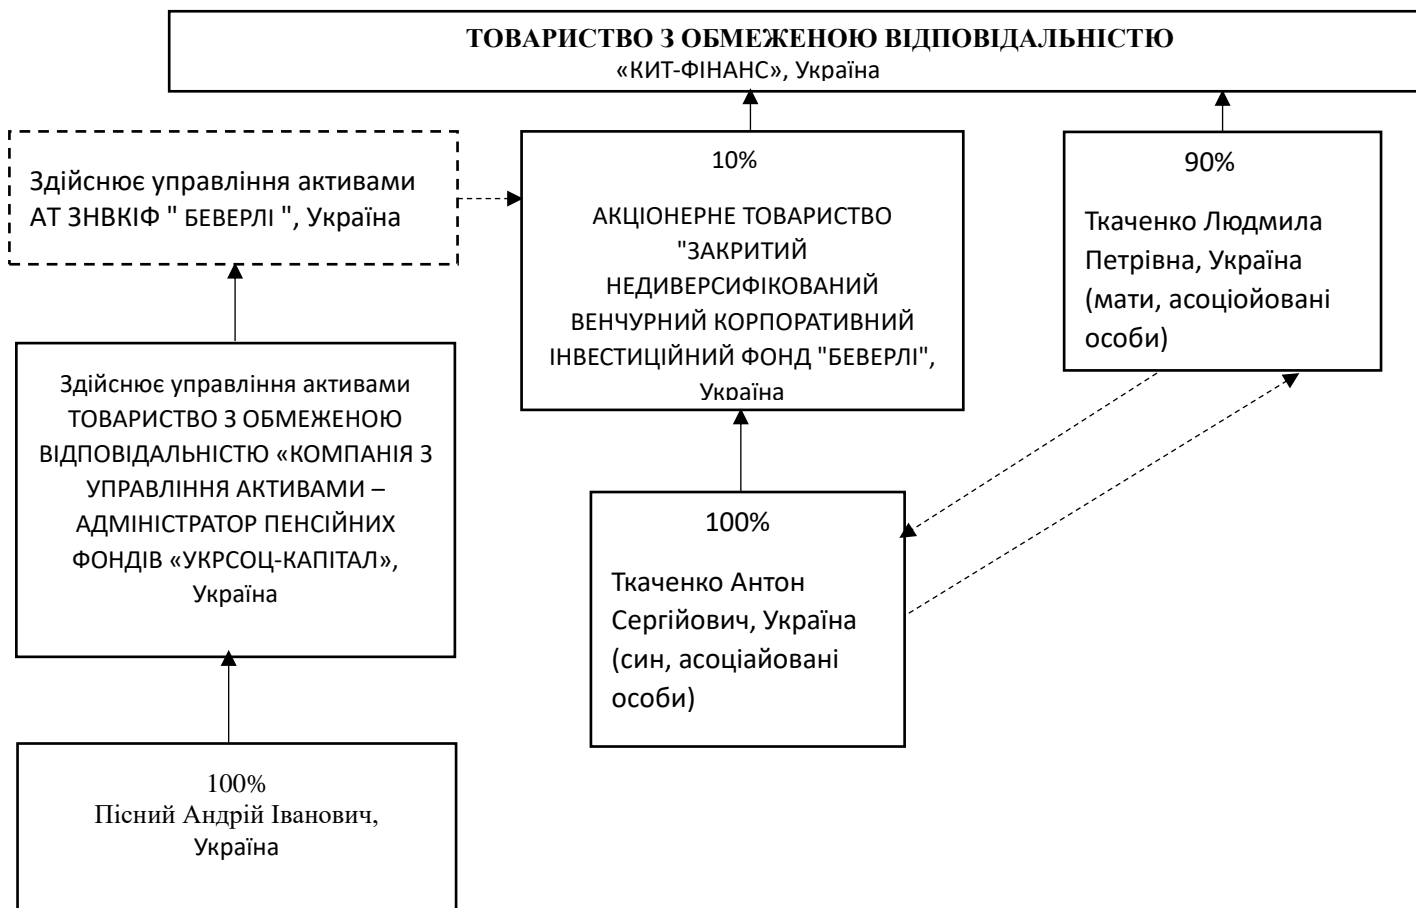 ТОВАРИСТВО З ОБМЕЖЕНОЮ ВІДПОВІДАЛЬНІСТЮ
«КИТ-ФІНАНС», Україна
Здійснює управління активами
АТ ЗНВКІФ " БЕВЕРЛІ ", Україна
10%
АКЦІОНЕРНЕ ТОВАРИСТВО
"ЗАКРИТИЙ
НЕДИВЕРСИФІКОВАНИЙ
ВЕНЧУРНИЙ КОРПОРАТИВНИЙ
ІНВЕСТИЦІЙНИЙ ФОНД "БЕВЕРЛІ",
Україна
90%
Ткаченко Людмила
Петрівна, Україна
(мати, асоціойовані
особи)
Здійснює управління активами
ТОВАРИСТВО З ОБМЕЖЕНОЮ
ВІДПОВІДАЛЬНІСТЮ «КОМПАНІЯ З
УПРАВЛІННЯ АКТИВАМИ –
АДМІНІСТРАТОР ПЕНСІЙНИХ
ФОНДІВ «УКРСОЦ-КАПІТАЛ»,
Україна
100%
Ткаченко Антон
Сергійович, Україна
(син, асоціайовані
особи)
100%
Пісний Андрій Іванович,
Україна